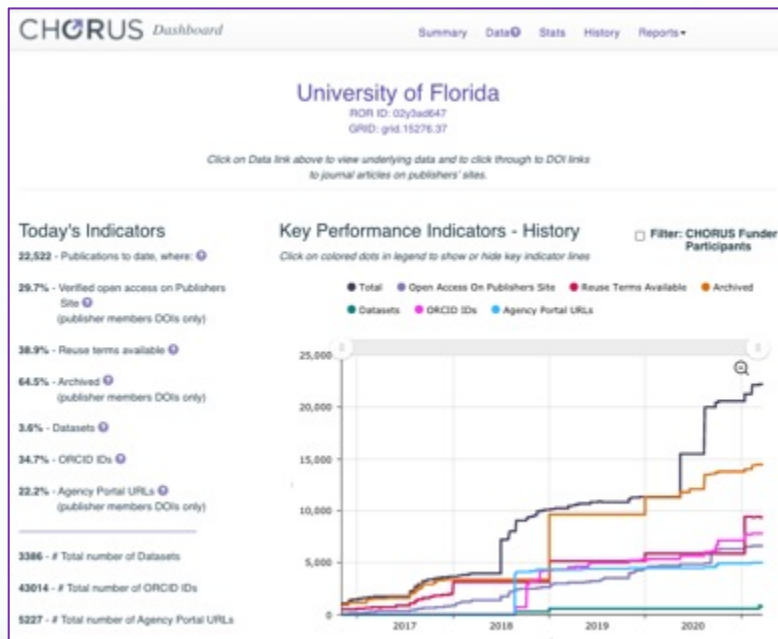 CHORUS Dashboard
Summary Data Stats History Reports
University of Florida
ROR ID: 02y3ad647
GRID: grid.15276.37
Click on Data link above to view underlying data and to click through to DOI links
to journal articles on publishers' sites.
Today's Indicators
22,522 - Publications to date, where:
29.7% - Verified open access on Publishers
Site
(publisher members DOIs only)
38.9% - Reuse terms available
64.5% - Archived
(publisher members DOIs only)
3.6% - Datasets
34.7% - ORCID IDs
22.2% - Agency Portal URLs
(publisher members DOIs only)
3386 - # Total number of Datasets
43014 - # Total number of ORCID IDs
5227 - # Total number of Agency Portal URLs
Key Performance Indicators - History
Filter: CHORUS Funder
Participants
Click on colored dots in legend to show or hide key indicator lines
Total Open Access On Publishers Site Reuse Terms Available Archived
Datasets ORCID IDs Agency Portal URLs
25,000
20,000
15,000
10,000
5,000
0
2017 2018 2019 2020